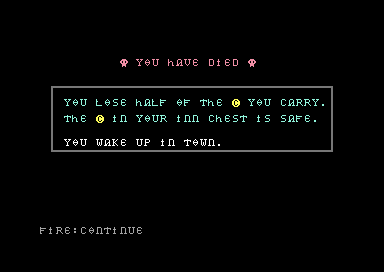 YOU HAVE DIED
YOU LOSE HALF OF THE C YOU CARRY.
THE C IN YOUR INN CHEST IS SAFE.
YOU WAKE UP IN TOWN.
FIRE:CONTINUE